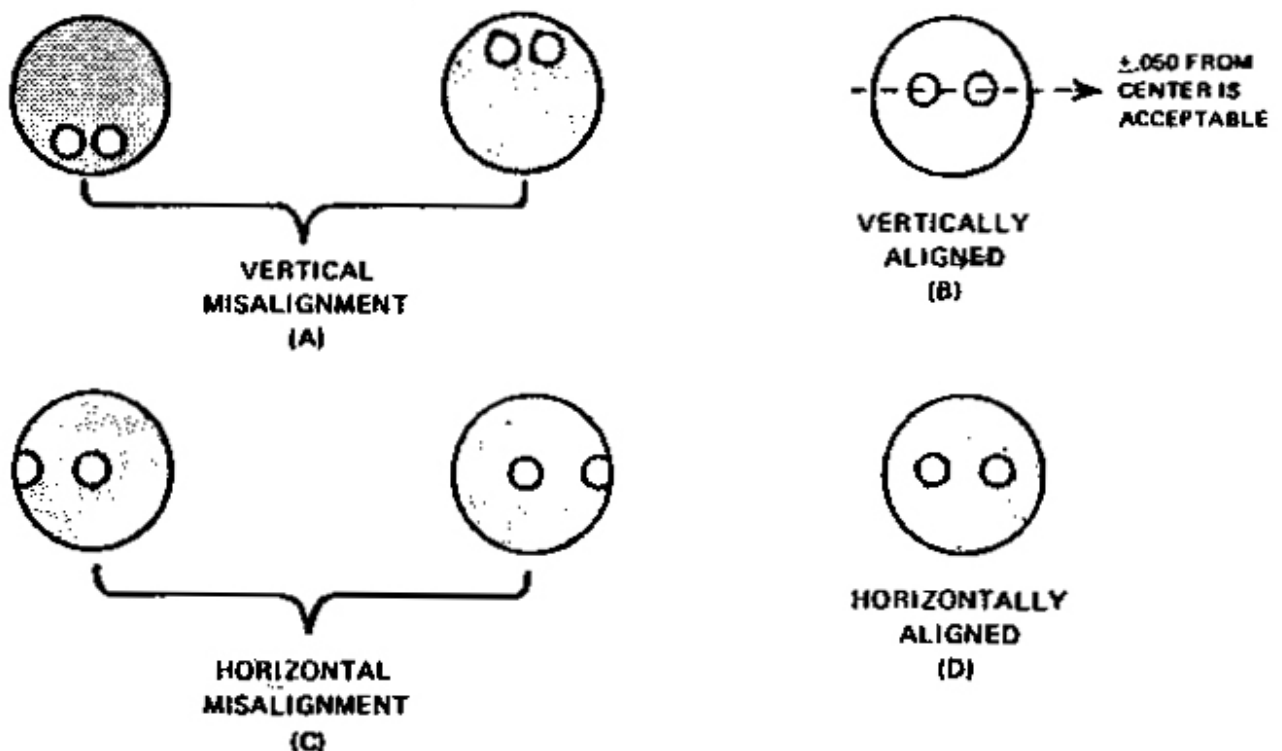 ±.050 FROM
CENTER IS
ACCEPTABLE
VERTICAL
MISALIGNMENT
(A)
VERTICALLY
ALIGNED
(B)
HORIZONTAL
MISALIGNMENT
(C)
HORIZONTALLY
ALIGNED
(D)